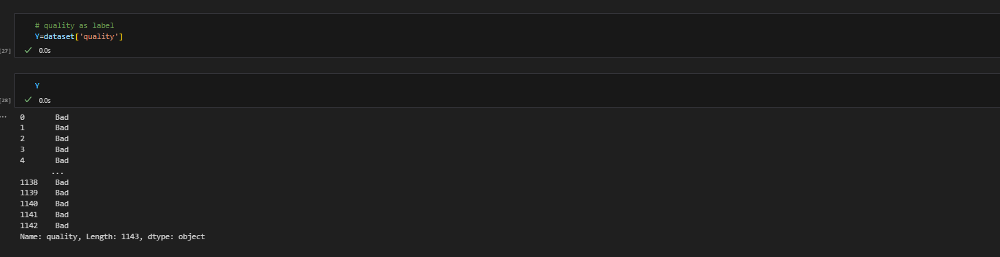 # quality as label
Y=dataset['quality']
[27]
0.0s
Y
[28]
0.0s
...
0 Bad
1 Bad
2 Bad
3 Bad
4 Bad
...
1138 Bad
1139 Bad
1140 Bad
1141 Bad
1142 Bad
Name: quality, Length: 1143, dtype: object